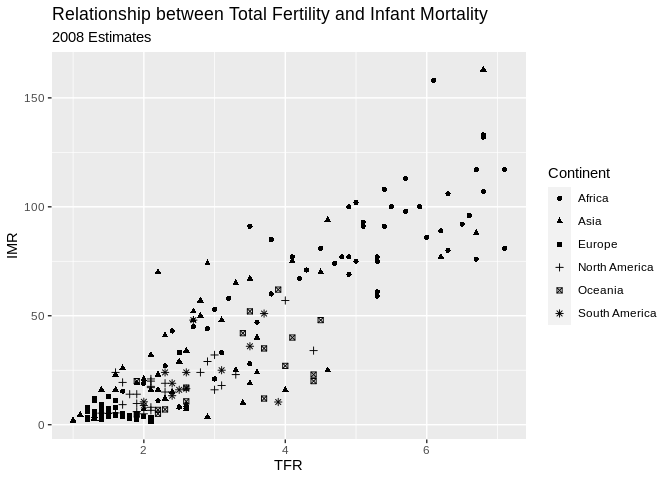 Relationship between Total Fertility and Infant Mortality
2008 Estimates
150
100
50
0
IMR
2
4
6
TFR
Continent
Africa
Asia
Europe
North America
Oceania
South America